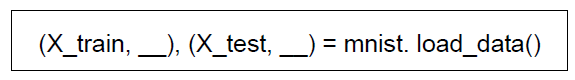 (X_train, __), (X_test, __) = mnist. load_data()